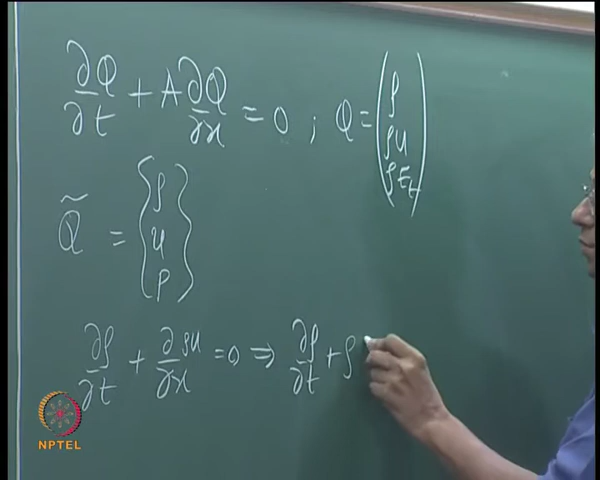 ∂Q/∂t + A ∂Q/∂x = 0 ; Q = (ρ, ρu, ρE_t)
Q̃ = {ρ, u, p}
∂ρ/∂t + ∂ρu/∂x = 0 ⇒ ∂ρ/∂t + ρ
NPTEL